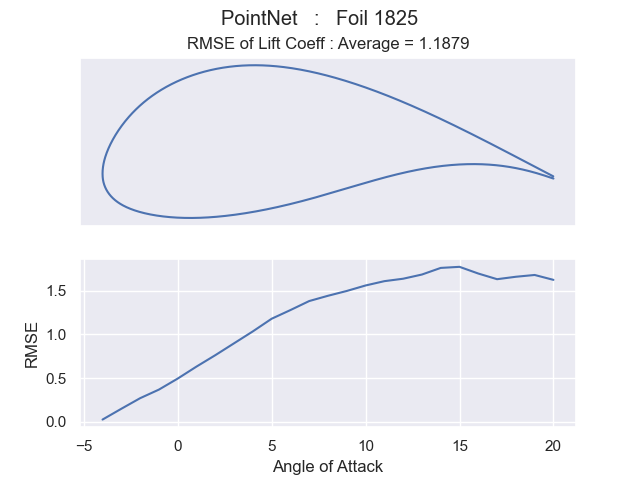 PointNet : Foil 1825
RMSE of Lift Coeff : Average = 1.1879
1.5
1.0
0.5
0.0
RMSE
−5 0 5 10 15 20
Angle of Attack